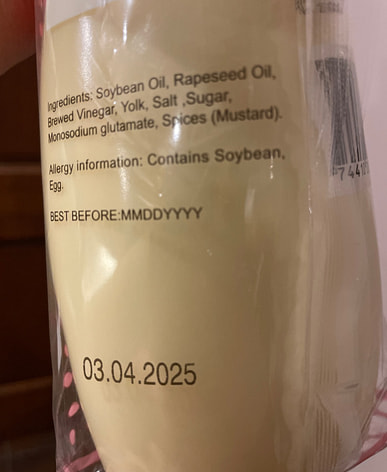 Ingredients: Soybean Oil, Rapeseed Oil,
Brewed Vinegar, Yolk, Salt ,Sugar,
Monosodium glutamate, Spices (Mustard).
Allergy information: Contains Soybean,
Egg.
BEST BEFORE:MMDDYYYY
03.04.2025